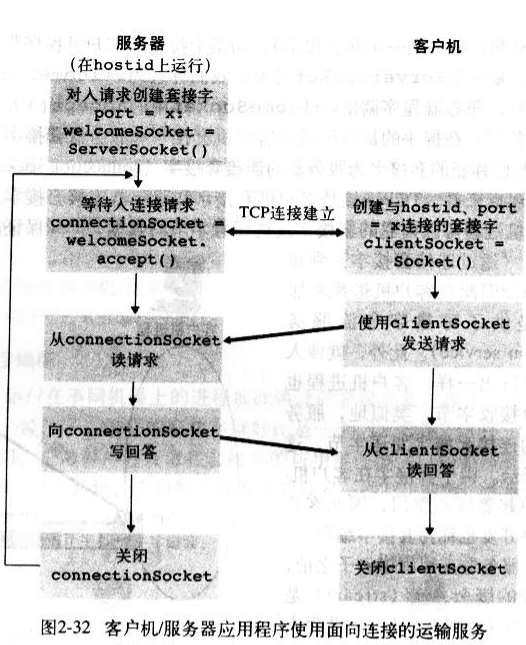 服务器
(在hostid上运行)
客户机
对入请求创建套接字
port = x:
welcomeSocket =
ServerSocket()
等待入连接请求
connectionSocket =
welcomeSocket.
accept()
TCP连接建立
创建与hostid、port
= x连接的套接字
clientSocket =
Socket()
使用clientSocket
发送请求
从connectionSocket
读请求
向connectionSocket
写回答
从clientSocket
读回答
关闭
connectionSocket
关闭clientSocket
图2-32 客户机/服务器应用程序使用面向连接的运输服务